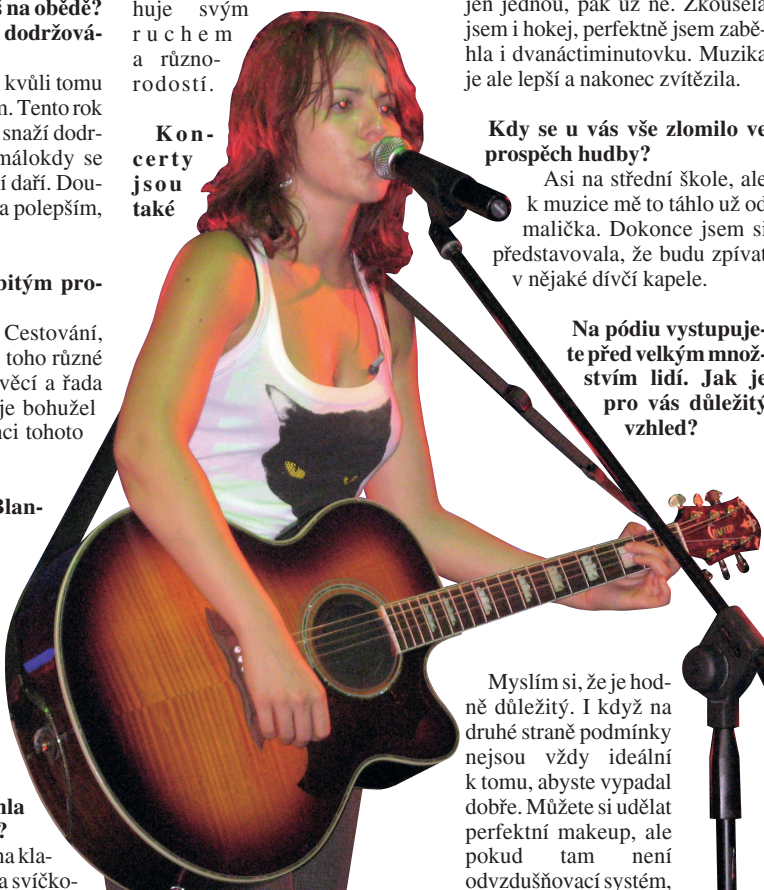 na obědě?
dodržová-
kvůli tomu
Tento rok
snaží dodr-
málokdy se
í daří. Dou-
a polepším,
bitým pro-
Cestování,
toho různé
věcí a řada
je bohužel
nci tohoto
Blan-
hla
?
na kla-
a svíčko-
huje svým
ruchem
a různo-
rodostí.
Kon-
certy
jsou
také
jen jednou, pak už ne. Zkoušela
jsem i hokej, perfektně jsem zabě-
hla i dvanáctiminutovku. Muzika
je ale lepší a nakonec zvítězila.
Kdy se u vás vše zlomilo ve
prospěch hudby?
Asi na střední škole, ale
k muzice mě to táhlo už od
malička. Dokonce jsem si
představovala, že budu zpívat
v nějaké dívčí kapele.
Na pódiu vystupuje-
te před velkým množ-
stvím lidí. Jak je
pro vás důležitý
vzhled?
Myslím si, že je hod-
ně důležitý. I když na
druhé straně podmínky
nejsou vždy ideální
k tomu, abyste vypadal
dobře. Můžete si udělat
perfektní makeup, ale
pokud tam není
odvzdušňovací systém,